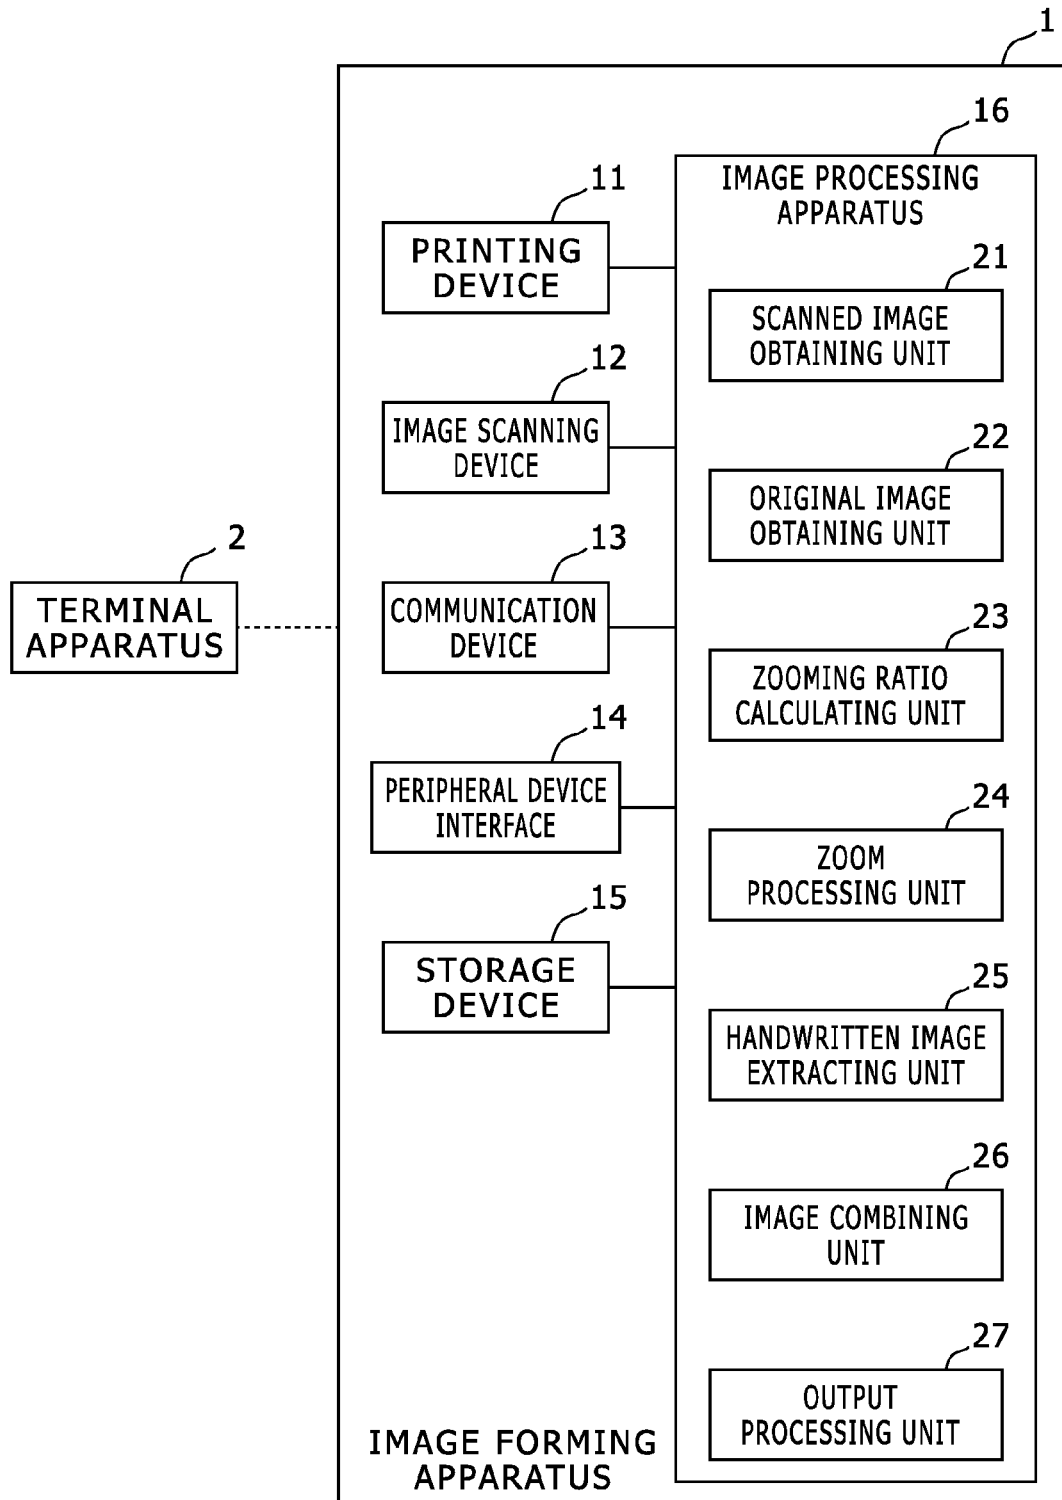 1
16
IMAGE PROCESSING
APPARATUS
11
PRINTING
DEVICE
21
SCANNED IMAGE
OBTAINING UNIT
12
IMAGE SCANNING
DEVICE
22
ORIGINAL IMAGE
OBTAINING UNIT
2
TERMINAL
APPARATUS
13
COMMUNICATION
DEVICE
23
ZOOMING RATIO
CALCULATING UNIT
14
PERIPHERAL DEVICE
INTERFACE
24
ZOOM
PROCESSING UNIT
15
STORAGE
DEVICE
25
HANDWRITTEN IMAGE
EXTRACTING UNIT
26
IMAGE COMBINING
UNIT
27
OUTPUT
PROCESSING UNIT
IMAGE FORMING
APPARATUS